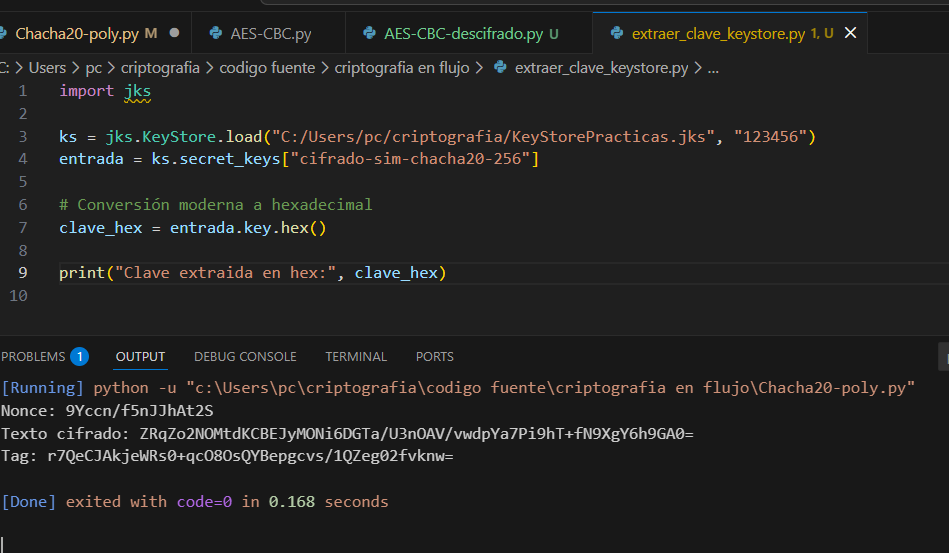 Chacha20-poly.py M
AES-CBC.py
AES-CBC-descifrado.py U
extraer_clave_keystore.py 1, U
C: > Users > pc > criptografia > codigo fuente > criptografia en flujo > extraer_clave_keystore.py > ...
1 import jks
2
3 ks = jks.KeyStore.load("C:/Users/pc/criptografia/KeyStorePracticas.jks", "123456")
4 entrada = ks.secret_keys["cifrado-sim-chacha20-256"]
5
6 # Conversión moderna a hexadecimal
7 clave_hex = entrada.key.hex()
8
9 print("Clave extraida en hex:", clave_hex)
10
PROBLEMS 1 OUTPUT DEBUG CONSOLE TERMINAL PORTS
[Running] python -u "c:\Users\pc\criptografia\codigo fuente\criptografia en flujo\Chacha20-poly.py"
Nonce: 9Yccn/f5nJJhAt2S
Texto cifrado: ZRqZo2NOMtdKCBEJyMONi6DGTa/U3nOAV/vwdpYa7Pi9hT+fN9XgY6h9GA0=
Tag: r7QeCJAkjeWRs0+qcO8OsQYBepgcvs/1QZeg02fvknw=
[Done] exited with code=0 in 0.168 seconds